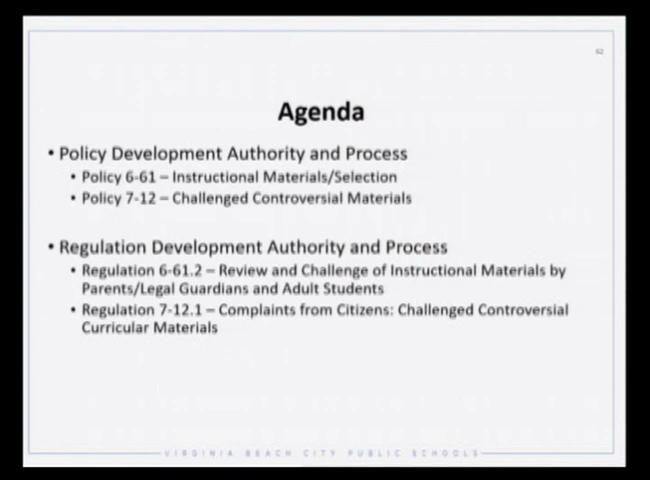 62
Agenda
• Policy Development Authority and Process
• Policy 6-61 – Instructional Materials/Selection
• Policy 7-12 – Challenged Controversial Materials
• Regulation Development Authority and Process
• Regulation 6-61.2 – Review and Challenge of Instructional Materials by
Parents/Legal Guardians and Adult Students
• Regulation 7-12.1 – Complaints from Citizens: Challenged Controversial
Curricular Materials
VIRGINIA BEACH CITY PUBLIC SCHOOLS